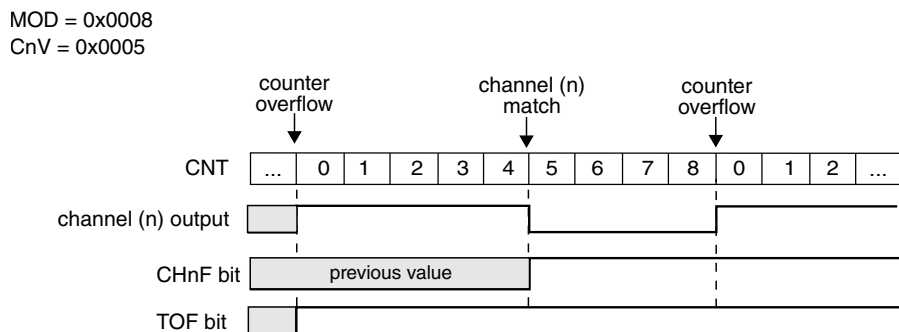 MOD = 0x0008
CnV = 0x0005
counter overflow
channel (n) match
counter overflow
CNT ... 0 1 2 3 4 5 6 7 8 0 1 2 ...
channel (n) output
CHnF bit previous value
TOF bit